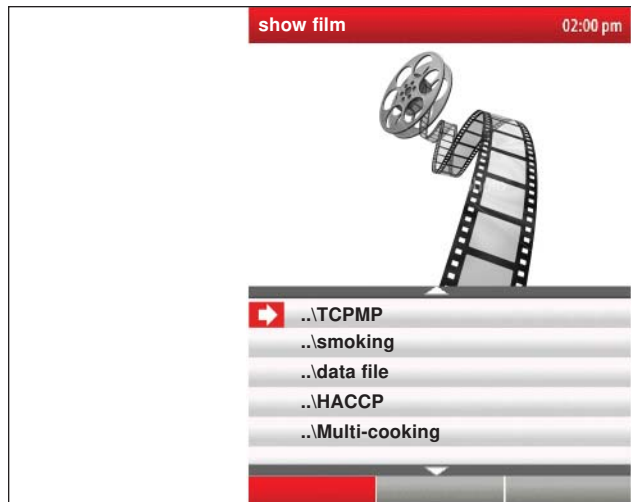 show film
02:00 pm
..\TCPMP
..\smoking
..\data file
..\HACCP
..\Multi-cooking